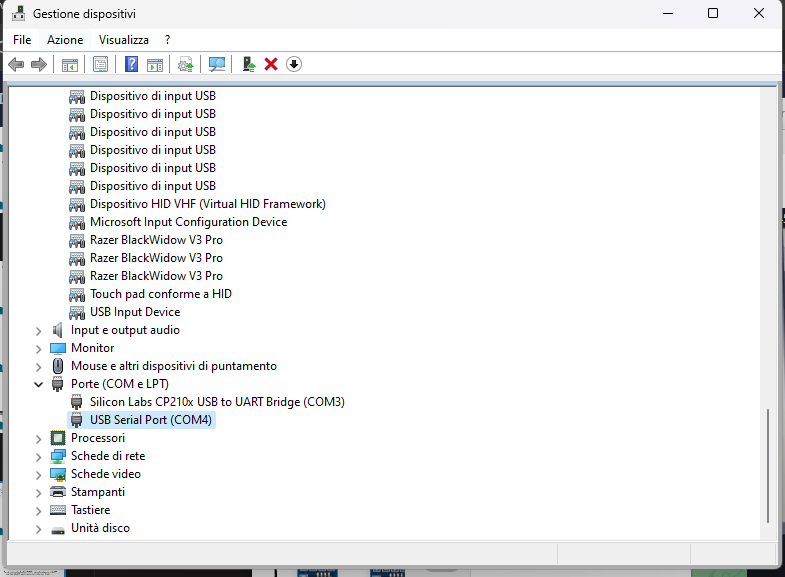 Gestione dispositivi
File Azione Visualizza ?
Dispositivo di input USB
Dispositivo di input USB
Dispositivo di input USB
Dispositivo di input USB
Dispositivo di input USB
Dispositivo di input USB
Dispositivo HID VHF (Virtual HID Framework)
Microsoft Input Configuration Device
Razer BlackWidow V3 Pro
Razer BlackWidow V3 Pro
Razer BlackWidow V3 Pro
Touch pad conforme a HID
USB Input Device
Input e output audio
Monitor
Mouse e altri dispositivi di puntamento
Porte (COM e LPT)
Silicon Labs CP210x USB to UART Bridge (COM3)
USB Serial Port (COM4)
Processori
Schede di rete
Schede video
Stampanti
Tastiere
Unità disco